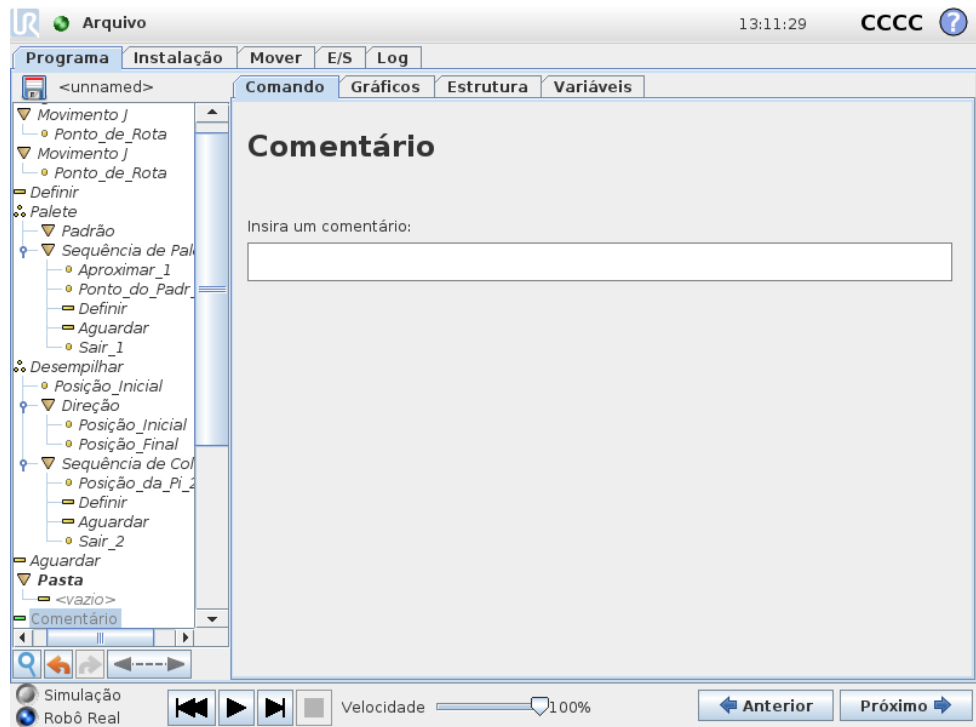 UR Arquivo 13:11:29 CCCC ?
Programa Instalação Mover E/S Log
<unnamed>
Comando Gráficos Estrutura Variáveis
Movimento J
Ponto_de_Rota
Movimento J
Ponto_de_Rota
Definir
Palete
Padrão
Sequência de Pal
Aproximar_1
Ponto_do_Padr_
Definir
Aguardar
Sair_1
Desempilhar
Posição_Inicial
Direção
Posição_Inicial
Posição_Final
Sequência de Col
Posição_da_Pi_2
Definir
Aguardar
Sair_2
Aguardar
Pasta
<vazio>
Comentário
Comentário
Insira um comentário:
Simulação
Robô Real
Velocidade 100%
Anterior Próximo